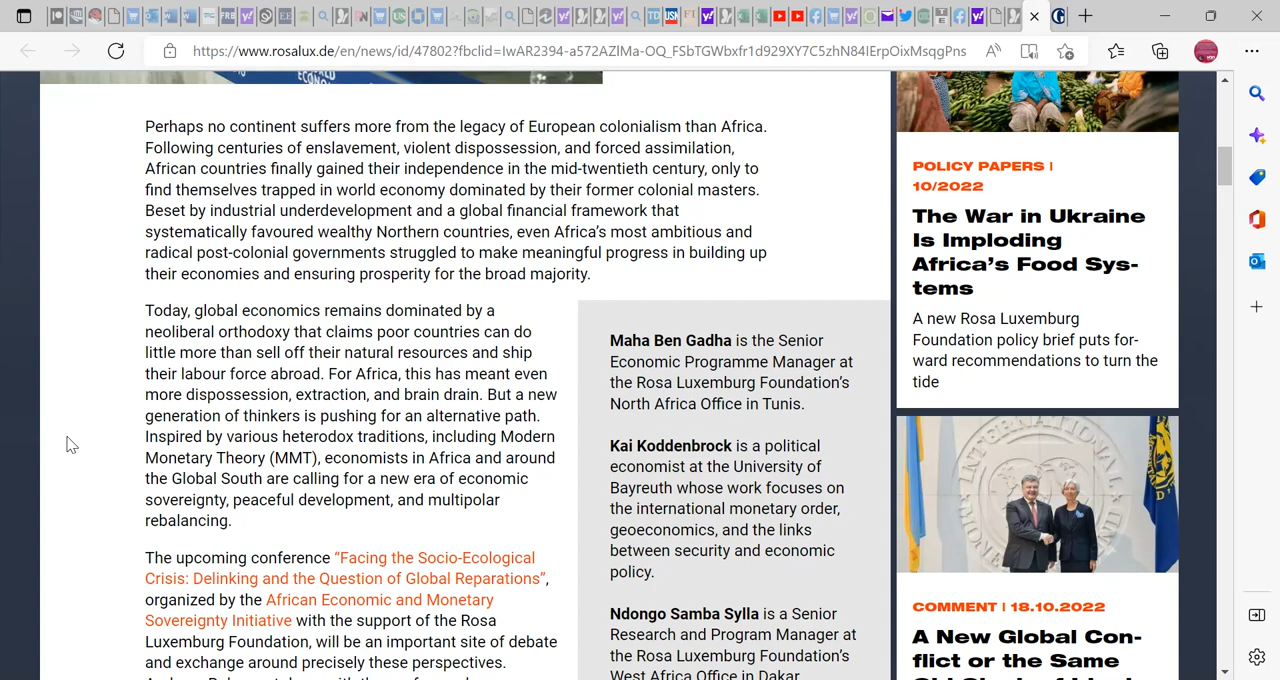 https://www.rosalux.de/en/news/id/47802?fbclid=IwAR2394-a572AZlMa-OQ_FSbTGWbxfr1d929XY7C5zhN84IErpOixMsqgPns
Perhaps no continent suffers more from the legacy of European colonialism than Africa.
Following centuries of enslavement, violent dispossession, and forced assimilation,
African countries finally gained their independence in the mid-twentieth century, only to
find themselves trapped in world economy dominated by their former colonial masters.
Beset by industrial underdevelopment and a global financial framework that
systematically favoured wealthy Northern countries, even Africa's most ambitious and
radical post-colonial governments struggled to make meaningful progress in building up
their economies and ensuring prosperity for the broad majority.
Today, global economics remains dominated by a
neoliberal orthodoxy that claims poor countries can do
little more than sell off their natural resources and ship
their labour force abroad. For Africa, this has meant even
more dispossession, extraction, and brain drain. But a new
generation of thinkers is pushing for an alternative path.
Inspired by various heterodox traditions, including Modern
Monetary Theory (MMT), economists in Africa and around
the Global South are calling for a new era of economic
sovereignty, peaceful development, and multipolar
rebalancing.
The upcoming conference “Facing the Socio-Ecological
Crisis: Delinking and the Question of Global Reparations”,
organized by the African Economic and Monetary
Sovereignty Initiative with the support of the Rosa
Luxemburg Foundation, will be an important site of debate
and exchange around precisely these perspectives.
Maha Ben Gadha is the Senior
Economic Programme Manager at
the Rosa Luxemburg Foundation's
North Africa Office in Tunis.
Kai Koddenbrock is a political
economist at the University of
Bayreuth whose work focuses on
the international monetary order,
geoeconomics, and the links
between security and economic
policy.
Ndongo Samba Sylla is a Senior
Research and Program Manager at
the Rosa Luxemburg Foundation's
West Africa Office in Dakar
POLICY PAPERS |
10/2022
The War in Ukraine
Is Imploding
Africa's Food Sys-
tems
A new Rosa Luxemburg
Foundation policy brief puts for-
ward recommendations to turn the
tide
COMMENT | 18.10.2022
A New Global Con-
flict or the Same